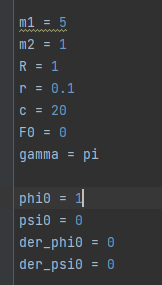 m1 = 5
m2 = 1
R = 1
r = 0.1
c = 20
F0 = 0
gamma = pi
phi0 = 1
psi0 = 0
der_phi0 = 0
der_psi0 = 0